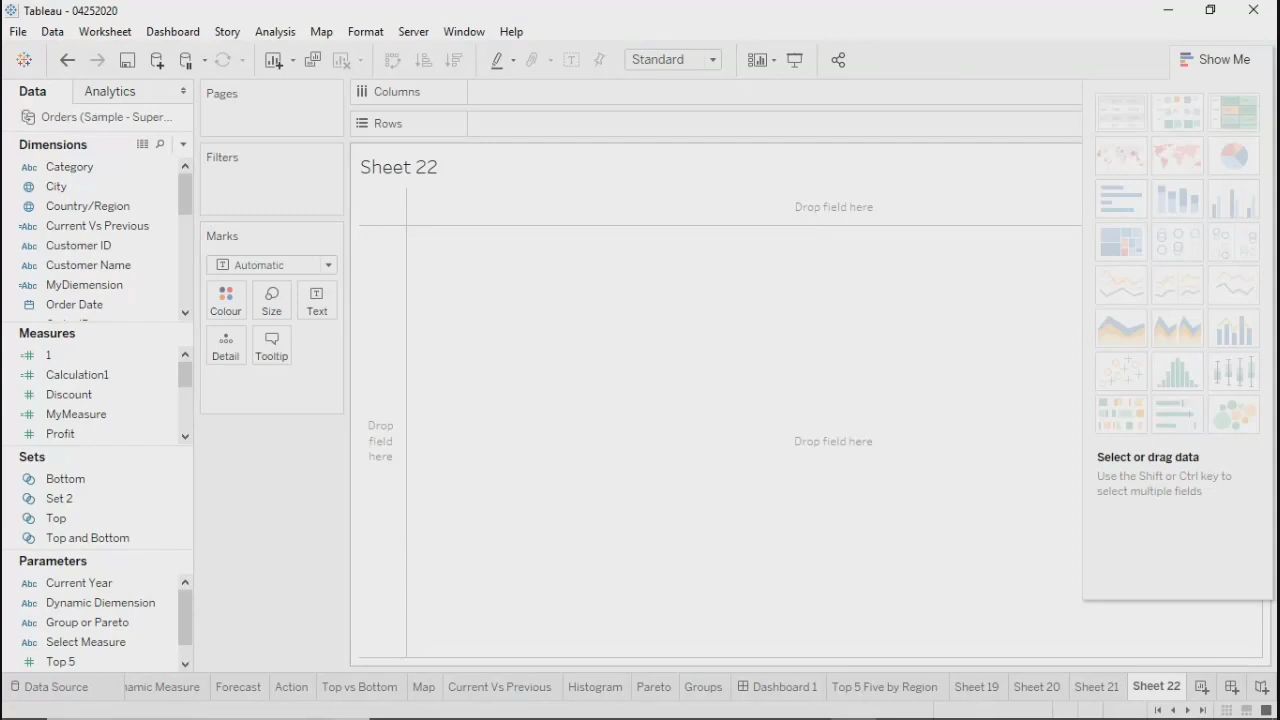 Tableau - 04252020
File Data Worksheet Dashboard Story Analysis Map Format Server Window Help
Standard
Show Me
Data Analytics
Pages
Columns
Orders (Sample - Super...
Rows
Dimensions
Filters
Category
City
Country/Region
Current Vs Previous
Customer ID
Customer Name
MyDiemension
Order Date
Sheet 22
Drop field here
Marks
Automatic
Colour Size Text
Detail Tooltip
Measures
1
Calculation1
Discount
MyMeasure
Profit
Drop
field
here
Drop field here
Sets
Bottom
Set 2
Top
Top and Bottom
Select or drag data
Use the Shift or Ctrl key to
select multiple fields
Parameters
Current Year
Dynamic Diemension
Group or Pareto
Select Measure
Top 5
Data Source namic Measure Forecast Action Top vs Bottom Map Current Vs Previous Histogram Pareto Groups Dashboard 1 Top 5 Five by Region Sheet 19 Sheet 20 Sheet 21 Sheet 22